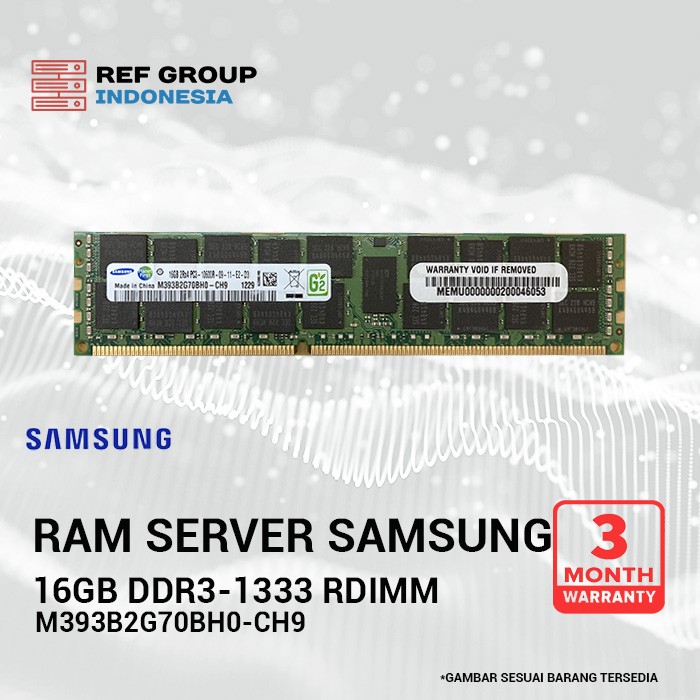 REF GROUP
INDONESIA
SAMSUNG
16GB 2Rx4 PC3 - 10600R - 09 - 11 - E2 - D3
Made in China M393B2G70BH0 - CH9 1229
WARRANTY VOID IF REMOVED
MEMU0000000200046053
SAMSUNG
RAM SERVER SAMSUNG
16GB DDR3-1333 RDIMM
M393B2G70BH0-CH9
3
MONTH
WARRANTY
*GAMBAR SESUAI BARANG TERSEDIA